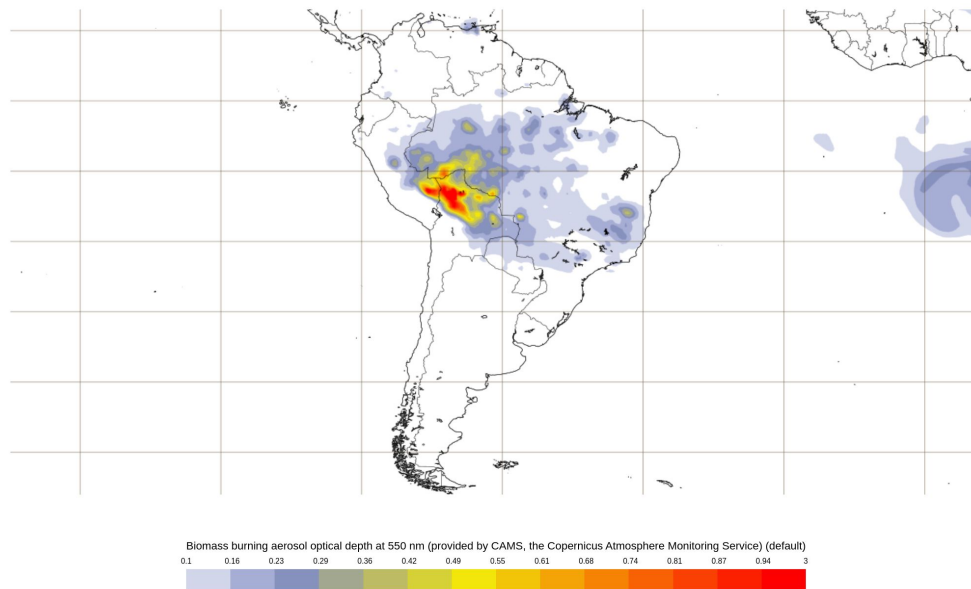 Biomass burning aerosol optical depth at 550 nm (provided by CAMS, the Copernicus Atmosphere Monitoring Service) (default)
0.1 0.16 0.23 0.29 0.36 0.42 0.49 0.55 0.61 0.68 0.74 0.81 0.87 0.94 3